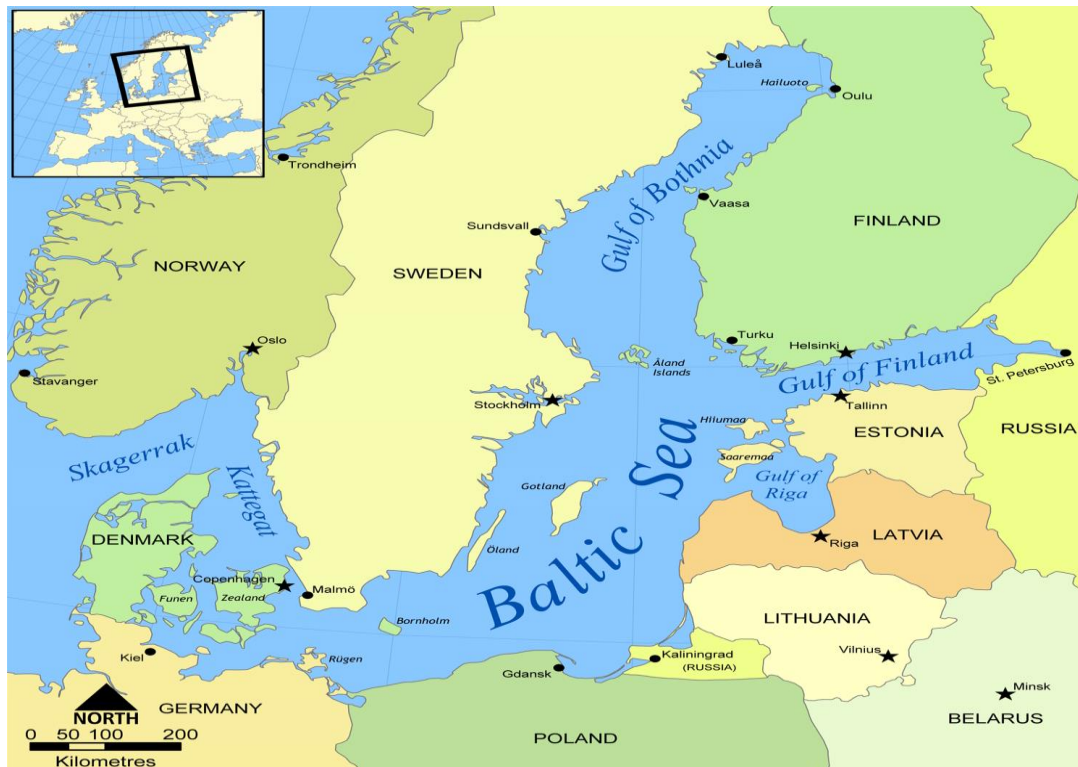 Luleå
Hailuoto
Oulu
Trondheim
Gulf of Bothnia
Vaasa
Sundsvall
FINLAND
NORWAY
SWEDEN
Oslo
Turku
Helsinki
Stavanger
Åland
Islands
Gulf of Finland
St. Petersburg
Stockholm
Tallinn
Hiiumaa
ESTONIA
RUSSIA
Skagerrak
Kattegat
Saaremaa
Baltic Sea
Gulf of
Riga
Gotland
DENMARK
Öland
Riga
LATVIA
Copenhagen
Malmö
Funen
Zealand
Bornholm
LITHUANIA
Kiel
Rügen
Kaliningrad
(RUSSIA)
Vilnius
Gdansk
Minsk
NORTH
GERMANY
BELARUS
POLAND
0 50 100 200
Kilometres